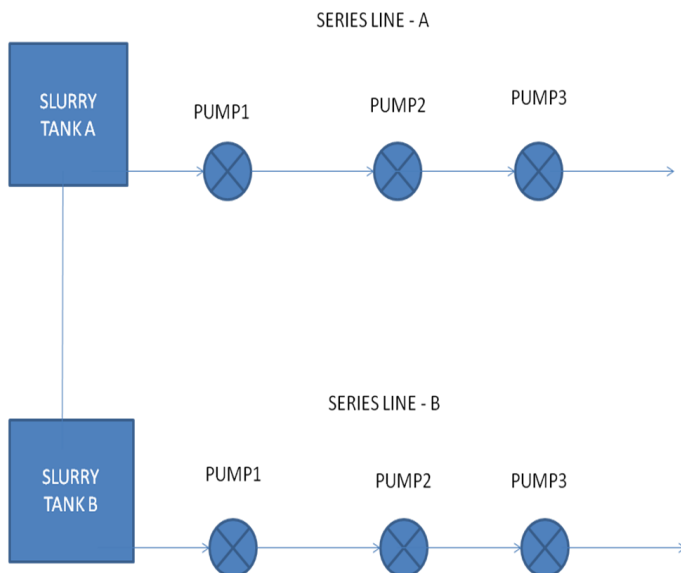 SERIES LINE - A
SLURRY
TANK A
PUMP1
PUMP2
PUMP3
SERIES LINE - B
SLURRY
TANK B
PUMP1
PUMP2
PUMP3